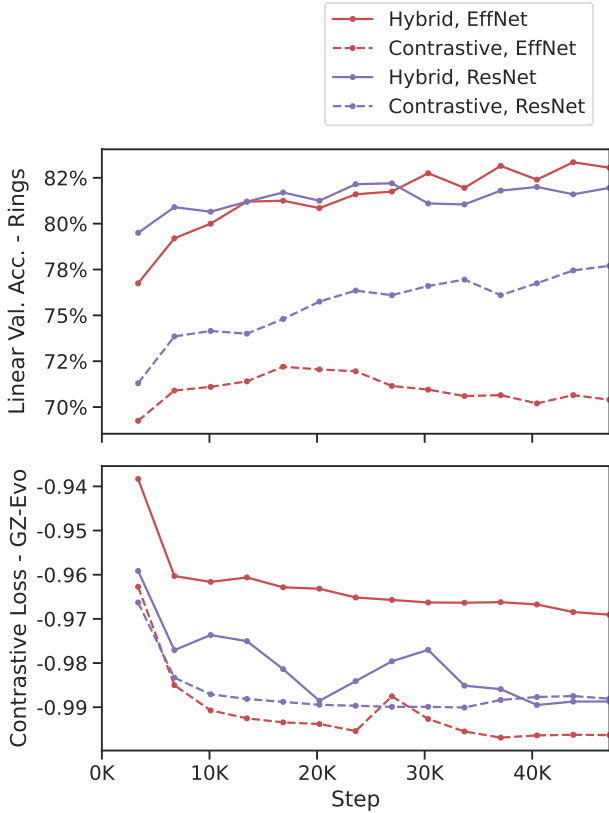 Hybrid, EffNet
Contrastive, EffNet
Hybrid, ResNet
Contrastive, ResNet
Linear Val. Acc. - Rings
82%
80%
78%
75%
72%
70%
Contrastive Loss - GZ-Evo
-0.94
-0.95
-0.96
-0.97
-0.98
-0.99
0K
10K
20K
30K
40K
Step